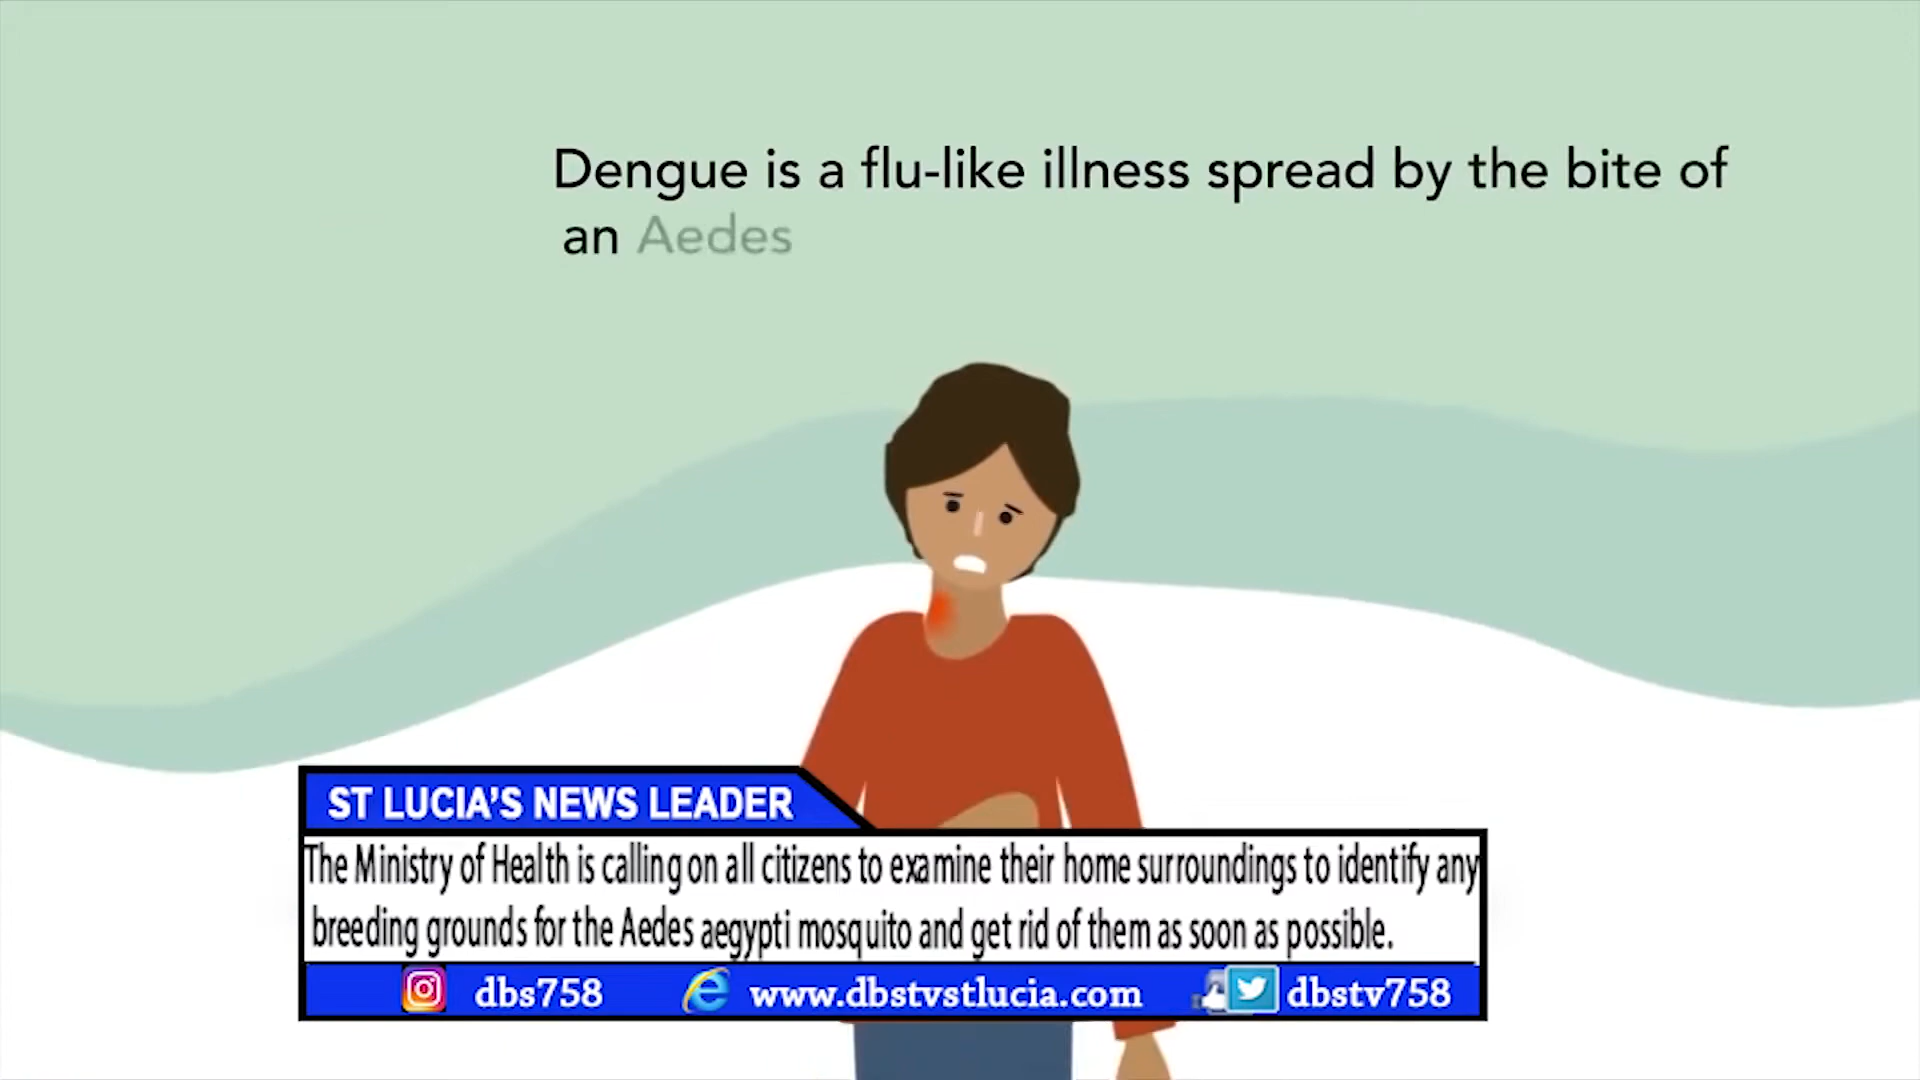 Dengue is a flu-like illness spread by the bite of
an Aedes
ST LUCIA'S NEWS LEADER
The Ministry of Health is calling on all citizens to examine their home surroundings to identify any
breeding grounds for the Aedes aegypti mosquito and get rid of them as soon as possible.
dbs758 www.dbstvstlucia.com dbstv758